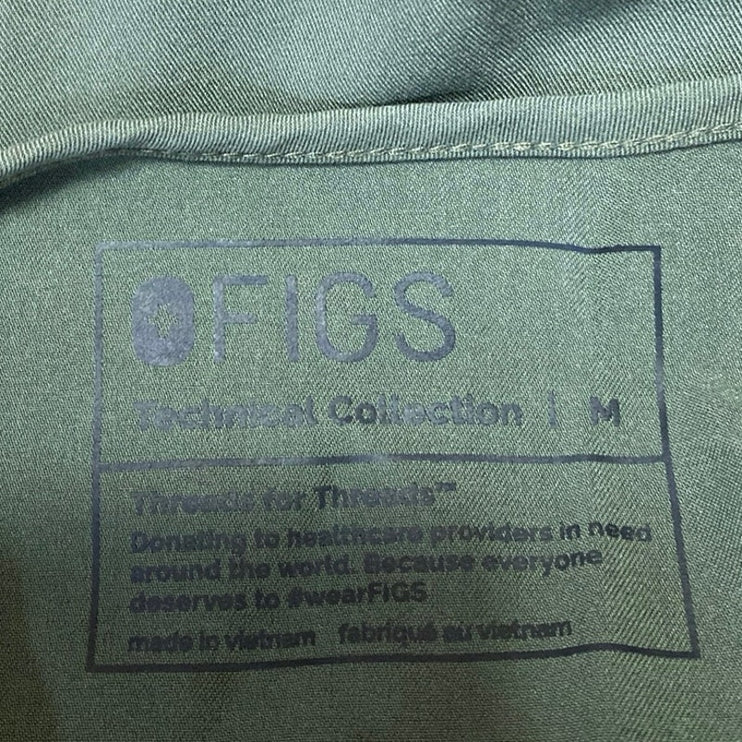 FIGS
Technical Collection | M
Threads for Threads™
Donating to healthcare providers in need
around the world. Because everyone
deserves to #wearFIGS
made in vietnam fabriqué au vietnam